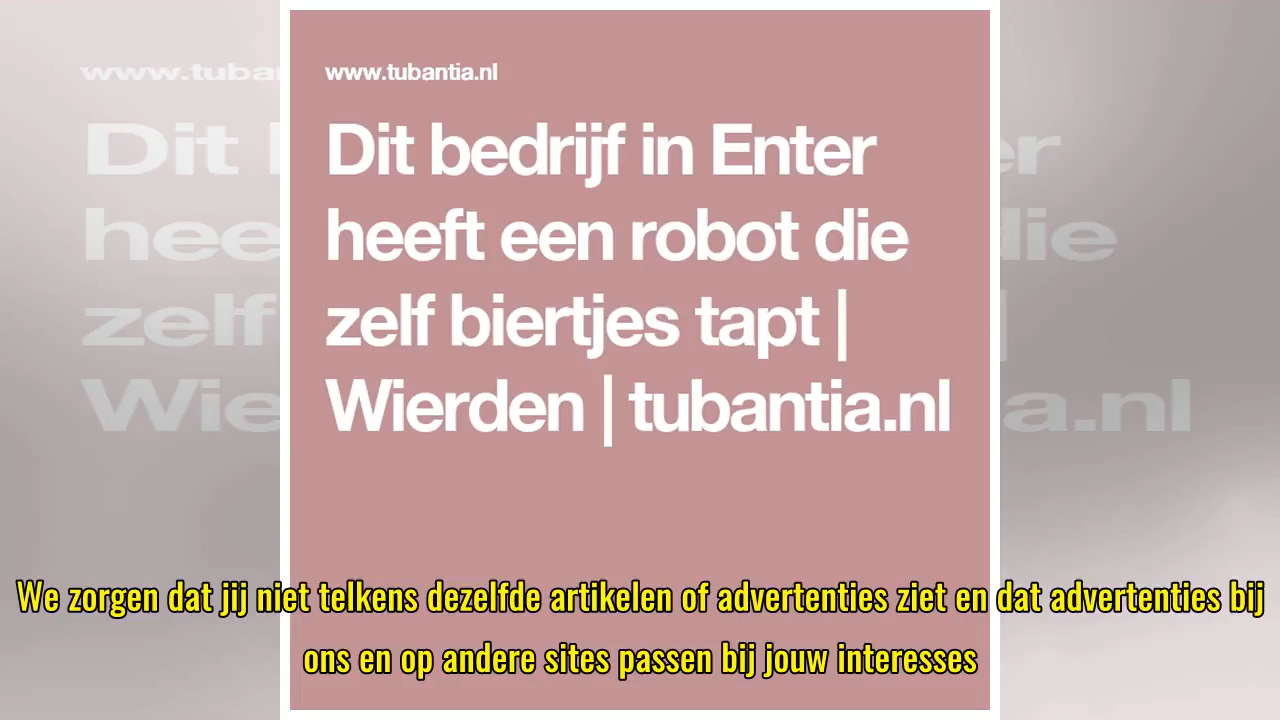 www.tubantia.nl
Dit bedrijf in Enter
heeft een robot die
zelf biertjes tapt |
Wierden | tubantia.nl
We zorgen dat jij niet telkens dezelfde artikelen of advertenties ziet en dat advertenties bij
ons en op andere sites passen bij jouw interesses